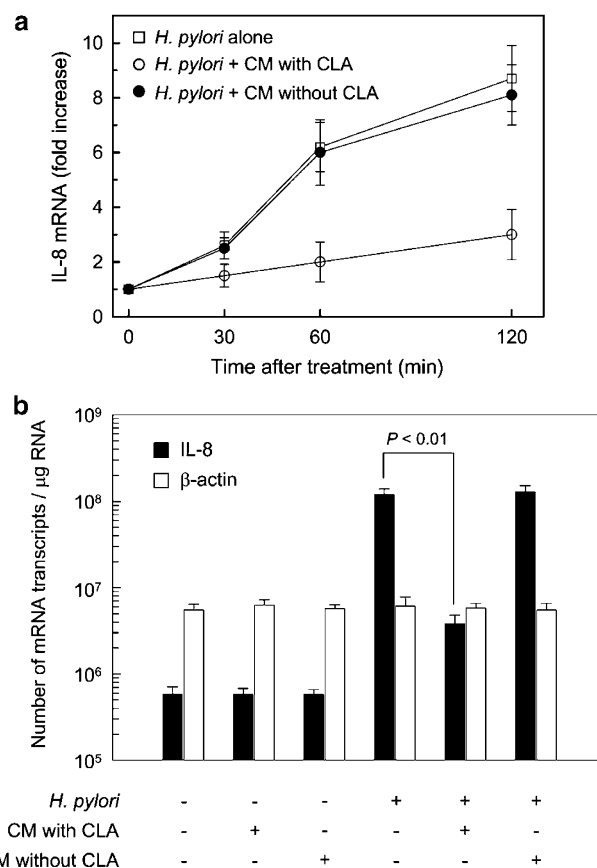 a
H. pylori alone
H. pylori + CM with CLA
H. pylori + CM without CLA
IL-8 mRNA (fold increase)
10
8
6
4
2
0
0 30 60 120
Time after treatment (min)
b
IL-8
β-actin
P < 0.01
Number of mRNA transcripts / μg RNA
10⁹
10⁸
10⁷
10⁶
10⁵
H. pylori - - - + + +
CM with CLA - + - - + -
M without CLA - - + - - +